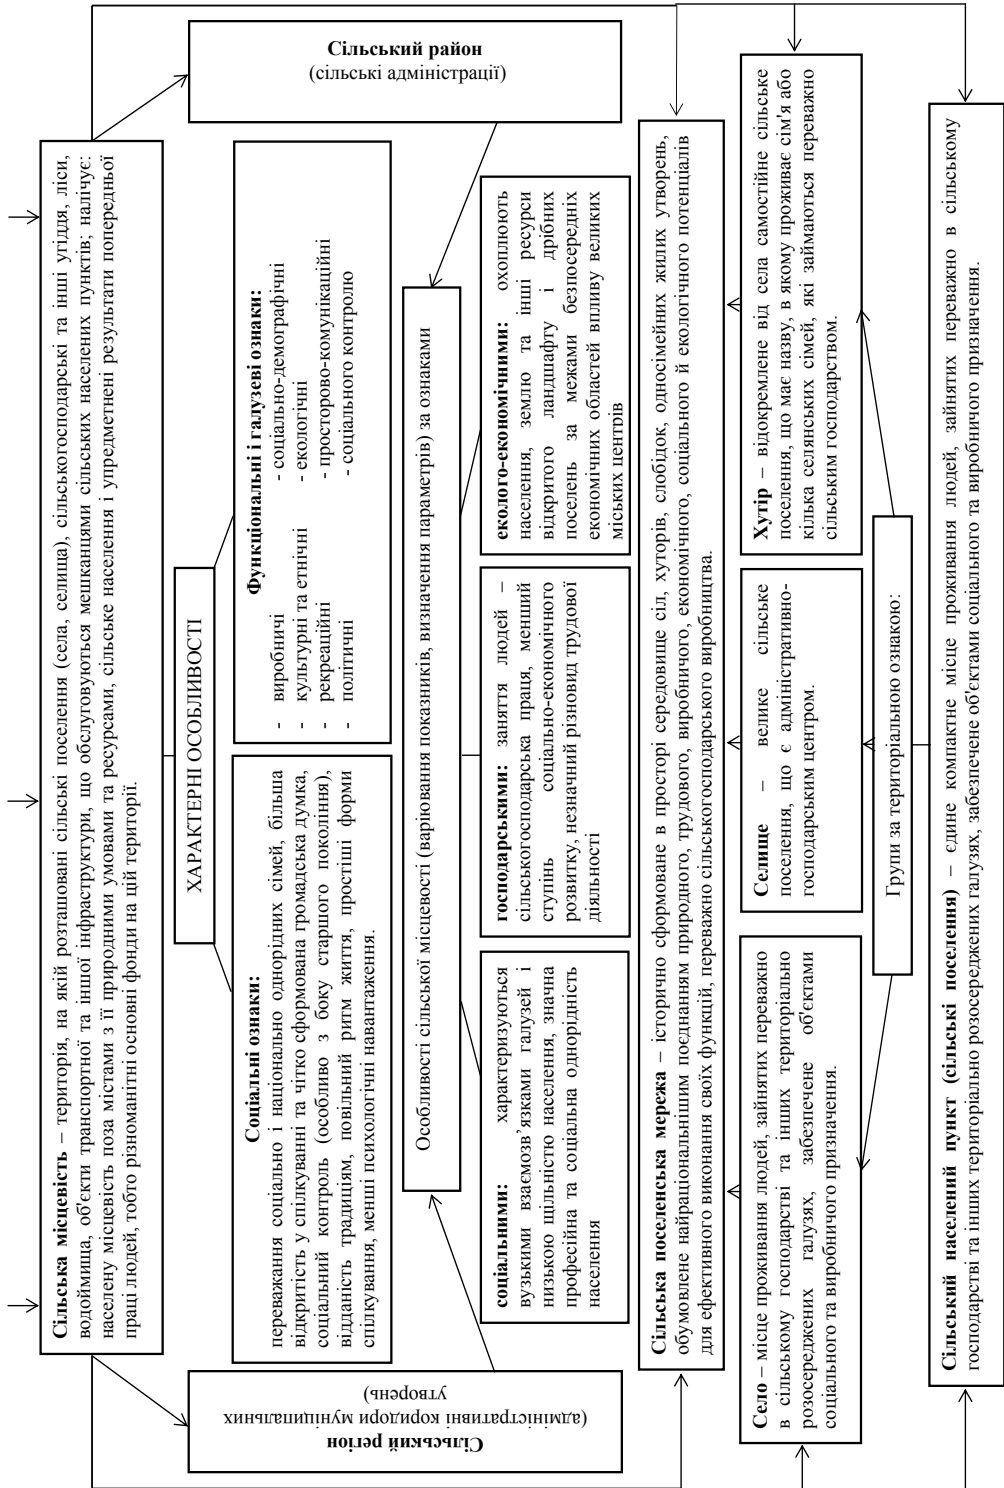 Сільська місцевість – територія, на якій розташовані сільські поселення (села, селища), сільськогосподарські та інші угіддя, ліси,
водоймища, об'єкти транспортної та іншої інфраструктури, що обслуговуються мешканцями сільських населених пунктів; налічує:
населену місцевість поза містами з її природними умовами та ресурсами, сільське населення і упредметнені результати попередньої
праці людей, тобто різноманітні основні фонди на цій території.
Сільський регіон
(адміністративні коридори муніципальних
утворень)
ХАРАКТЕРНІ ОСОБЛИВОСТІ
Сільський район
(сільські адміністрації)
Соціальні ознаки:
переважання соціально і національно однорідних сімей, більша
відкритість у спілкуванні та чітко сформована громадська думка,
соціальний контроль (особливо з боку старшого покоління),
відданість традиціям, повільний ритм життя, простіші форми
спілкування, менші психологічні навантаження.
Функціональні і галузеві ознаки:
- виробничі - соціально-демографічні
- культурні та етнічні - екологічні
- рекреаційні - просторово-комунікаційні
- політичні - соціального контролю
Особливості сільської місцевості (варіювання показників, визначення параметрів) за ознаками
соціальними: характеризуються
вузькими взаємозв'язками галузей і
низькою щільністю населення, значна
професійна та соціальна однорідність
населення
господарськими: заняття людей –
сільськогосподарська праця, менший
ступінь соціально-економічного
розвитку, незначний різновид трудової
діяльності
еколого-економічними: охоплюють
населення, землю та інші ресурси
відкритого ландшафту і дрібних
поселень за межами безпосередніх
економічних областей впливу великих
міських центрів
Сільська поселенська мережа – історично сформоване в просторі середовище сіл, хуторів, слобідок, односімейних жилих утворень,
обумовлене найраціональнішим поєднанням природного, трудового, виробничого, економічного, соціального й екологічного потенціалів
для ефективного виконання своїх функцій, переважно сільськогосподарського виробництва.
Село – місце проживання людей, зайнятих переважно
в сільському господарстві та інших територіально
розосереджених галузях, забезпечене об'єктами
соціального та виробничого призначення.
Селище – велике сільське
поселення, що є адміністративно-
господарським центром.
Хутір – відокремлене від села самостійне сільське
поселення, що має назву, в якому проживає сім'я або
кілька селянських сімей, які займаються переважно
сільським господарством.
Групи за територіальною ознакою:
Сільський населений пункт (сільські поселення) – єдине компактне місце проживання людей, зайнятих переважно в сільському
господарстві та інших територіально розосереджених галузях, забезпечене об'єктами соціального та виробничого призначення.